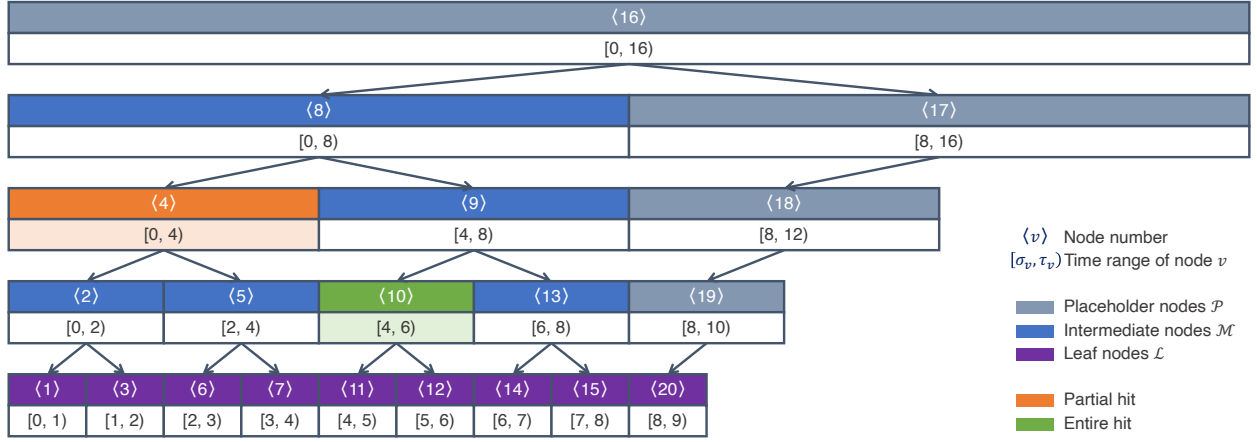 ⟨16⟩
[0, 16)
⟨8⟩ ⟨17⟩
[0, 8) [8, 16)
⟨4⟩ ⟨9⟩ ⟨18⟩
[0, 4) [4, 8) [8, 12)
⟨2⟩ ⟨5⟩ ⟨10⟩ ⟨13⟩ ⟨19⟩
[0, 2) [2, 4) [4, 6) [6, 8) [8, 10)
⟨1⟩ ⟨3⟩ ⟨6⟩ ⟨7⟩ ⟨11⟩ ⟨12⟩ ⟨14⟩ ⟨15⟩ ⟨20⟩
[0, 1) [1, 2) [2, 3) [3, 4) [4, 5) [5, 6) [6, 7) [7, 8) [8, 9)
⟨𝑣⟩ Node number
[σᵥ, τᵥ) Time range of node 𝑣
Placeholder nodes 𝒫
Intermediate nodes ℳ
Leaf nodes ℒ
Partial hit
Entire hit